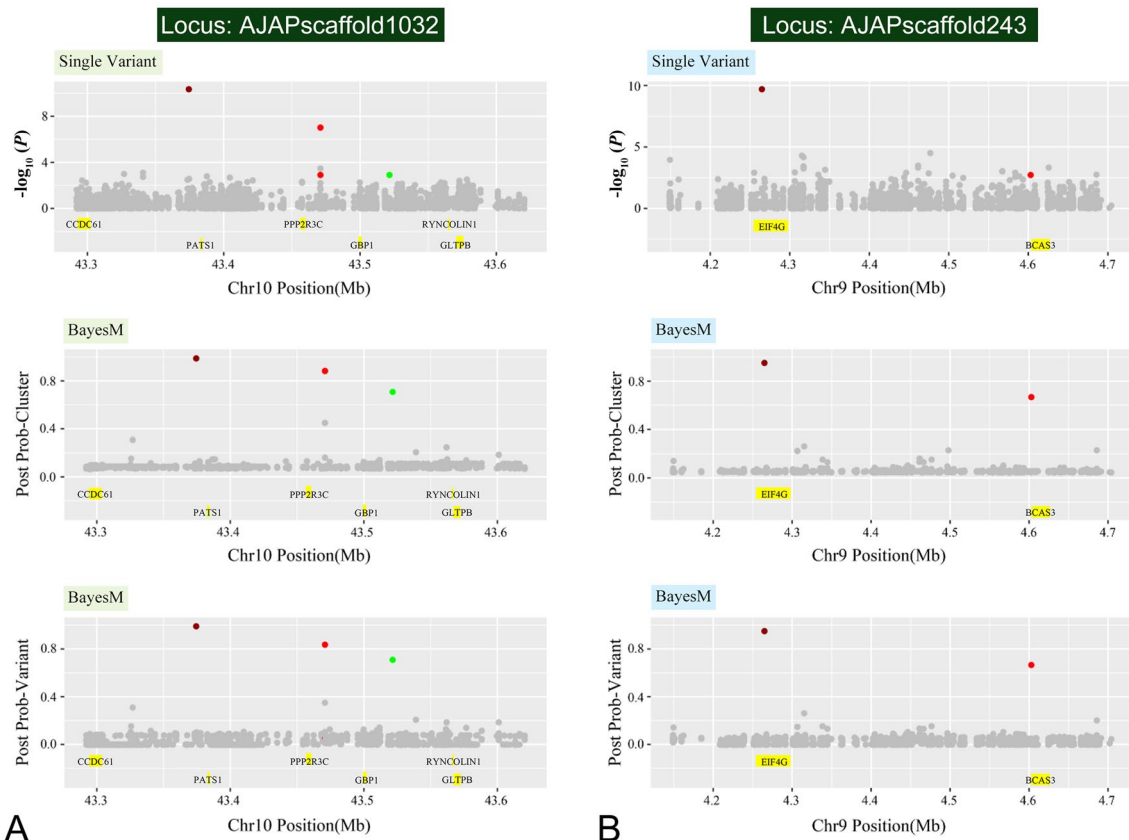 Locus: AJAPscaffold1032
Single Variant
-log10 (P)
8
4
0
CCDC61
PPP2R3C
RYNCOLIN1
PATS1
GBP1
GLTPB
43.3
43.4
43.5
43.6
Chr10 Position(Mb)
BayesM
Post Prob-Cluster
0.8
0.4
0.0
CCDC61
PPP2R3C
RYNCOLIN1
PATS1
GBP1
GLTPB
43.3
43.4
43.5
43.6
Chr10 Position(Mb)
BayesM
Post Prob-Variant
0.8
0.4
0.0
CCDC61
PPP2R3C
RYNCOLIN1
PATS1
GBP1
GLTPB
43.3
43.4
43.5
43.6
Chr10 Position(Mb)
A
Locus: AJAPscaffold243
Single Variant
-log10 (P)
10
5
0
EIF4G
BCAS3
4.2
4.3
4.4
4.5
4.6
4.7
Chr9 Position(Mb)
BayesM
Post Prob-Cluster
0.8
0.4
0.0
EIF4G
BCAS3
4.2
4.3
4.4
4.5
4.6
4.7
Chr9 Position(Mb)
BayesM
Post Prob-Variant
0.8
0.4
0.0
EIF4G
BCAS3
4.2
4.3
4.4
4.5
4.6
4.7
Chr9 Position(Mb)
B